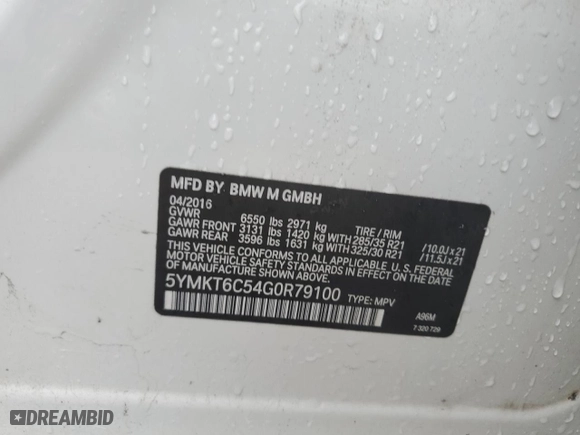 MFD BY BMW M GMBH
04/2016
GVWR 6550 lbs 2971 kg TIRE / RIM
GAWR FRONT 3131 lbs 1420 kg WITH 285/35 R21 / 10.0J x 21
GAWR REAR 3596 lbs 1631 kg WITH 325/30 R21 / 11.5J x 21
THIS VEHICLE CONFORMS TO ALL APPLICABLE U.S. FEDERAL
MOTOR VEHICLE SAFETY STANDARDS IN EFFECT ON THE
DATE OF MANUFACTURE SHOWN ABOVE.
5YMKT6C54G0R79100 TYPE: MPV
A96M
7 320 729
DREAMBID